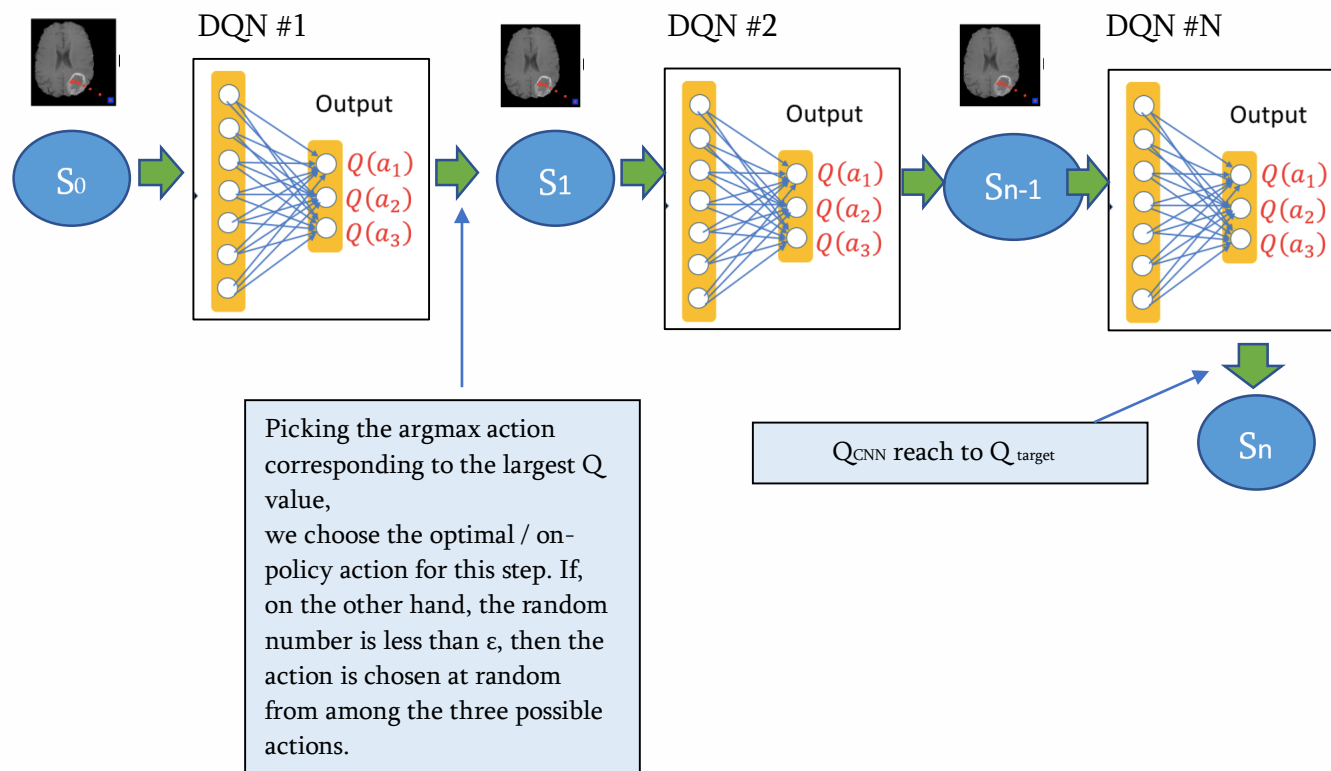 DQN #1
DQN #2
DQN #N
S0
Output
Q(a1)
Q(a2)
Q(a3)
S1
Output
Q(a1)
Q(a2)
Q(a3)
Sn-1
Output
Q(a1)
Q(a2)
Q(a3)
Picking the argmax action
corresponding to the largest Q
value,
we choose the optimal / on-
policy action for this step. If,
on the other hand, the random
number is less than ε, then the
action is chosen at random
from among the three possible
actions.
QCNN reach to Q target
Sn